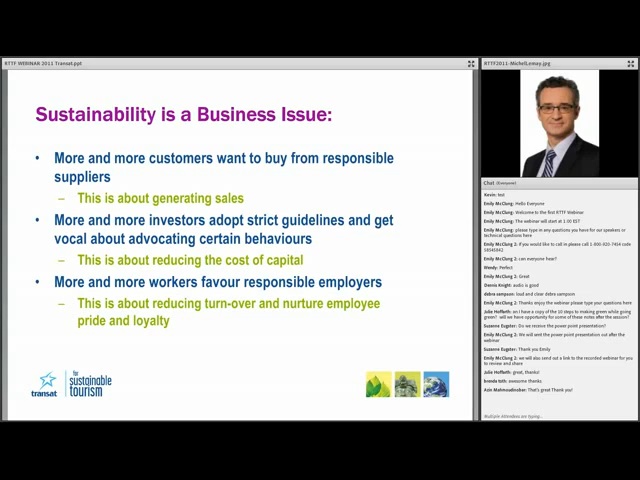 RTTF WEBINAR 2011 Transat.ppt
Sustainability is a Business Issue:
• More and more customers want to buy from responsible
suppliers
– This is about generating sales
• More and more investors adopt strict guidelines and get
vocal about advocating certain behaviours
– This is about reducing the cost of capital
• More and more workers favour responsible employers
– This is about reducing turn-over and nurture employee
pride and loyalty
transat
for
sustainable
tourism
RTTF2011-MichelLemay.jpg
Chat (Everyone)
Kevin: test
Emily McClung: Hello Everyone
Emily McClung: Welcome to the first RTTF Webinar
Emily McClung: The webinar will start at 1:00 EST
Emily McClung: please type in any questions you have for our speakers or
technical questions here
Emily McClung 2: if you would like to call in please call 1-800-820-7454 code
Emily McClung 2: can everyone hear?
Wendy: Perfect
Emily McClung 2: Great
Dennis Knight: audio is good
debra sampson: loud and clear debra sampson
Emily McClung 2: Thanks enjoy the webinar please type your questions here
Julie Hoffath: on I have a copy of the 10 steps to making green while going
green? will we have opportunity for some of these miles after the session?
Suzanne Eugster: Do we receive the power point presentation?
Emily McClung 2: We will sent the power point presentation out after the
webinar
Suzanne Eugster: Thank you Emily
Emily McClung 2: we will also send out a link to the recorded webinar for you
to review and share
great, thanks!
awesome thanks
That's great Thank you!
Multiple Attendees are typing...